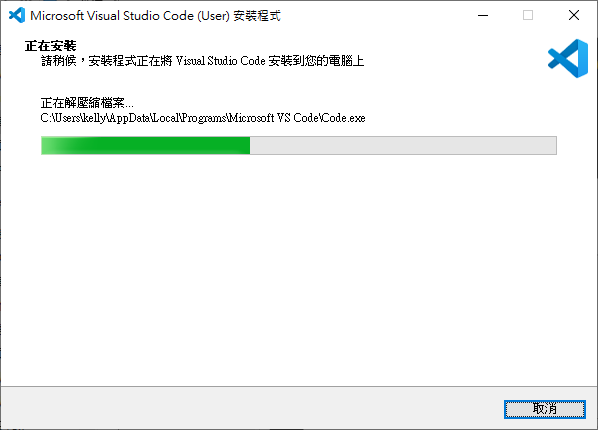 Microsoft Visual Studio Code (User) 安裝程式
正在安裝
請稍候，安裝程式正在將 Visual Studio Code 安裝到您的電腦上
正在解壓縮檔案...
C:\Users\kelly\AppData\Local\Programs\Microsoft VS Code\Code.exe
取消